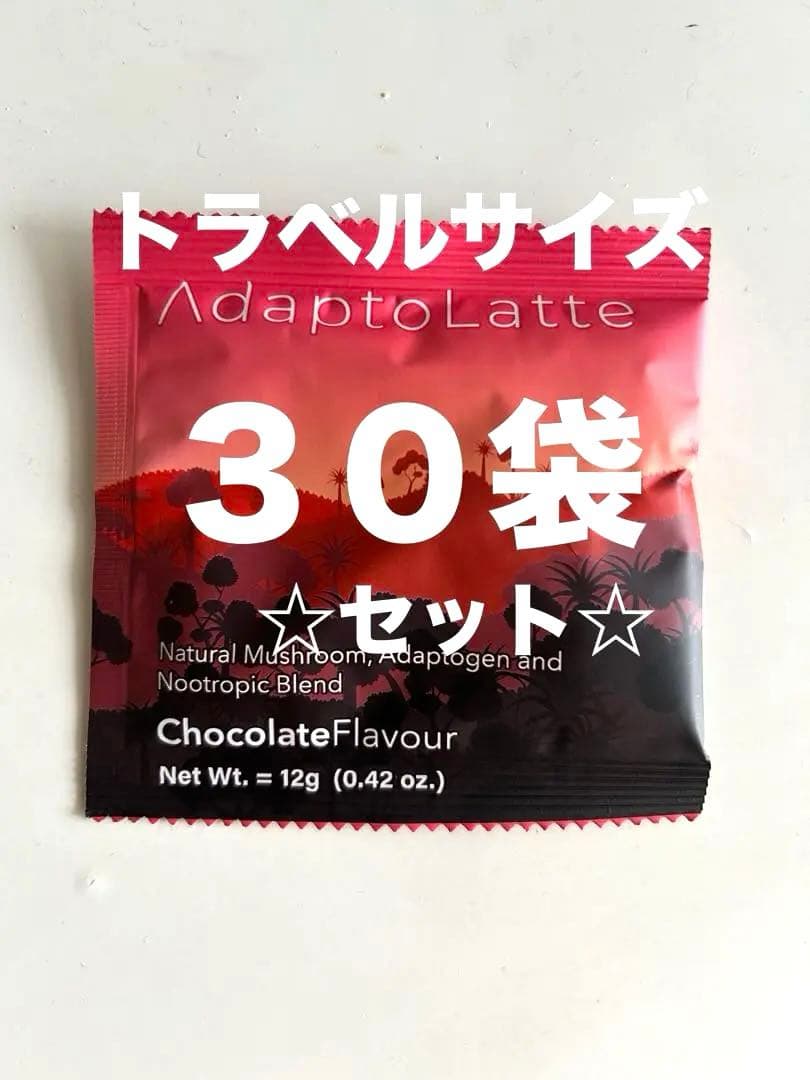 トラベルサイズ
AdaptoLatte
３０袋
☆セット☆
Natural Mushroom, Adaptogen and
Nootropic Blend
ChocolateFlavour
Net Wt. = 12g (0.42 oz.)